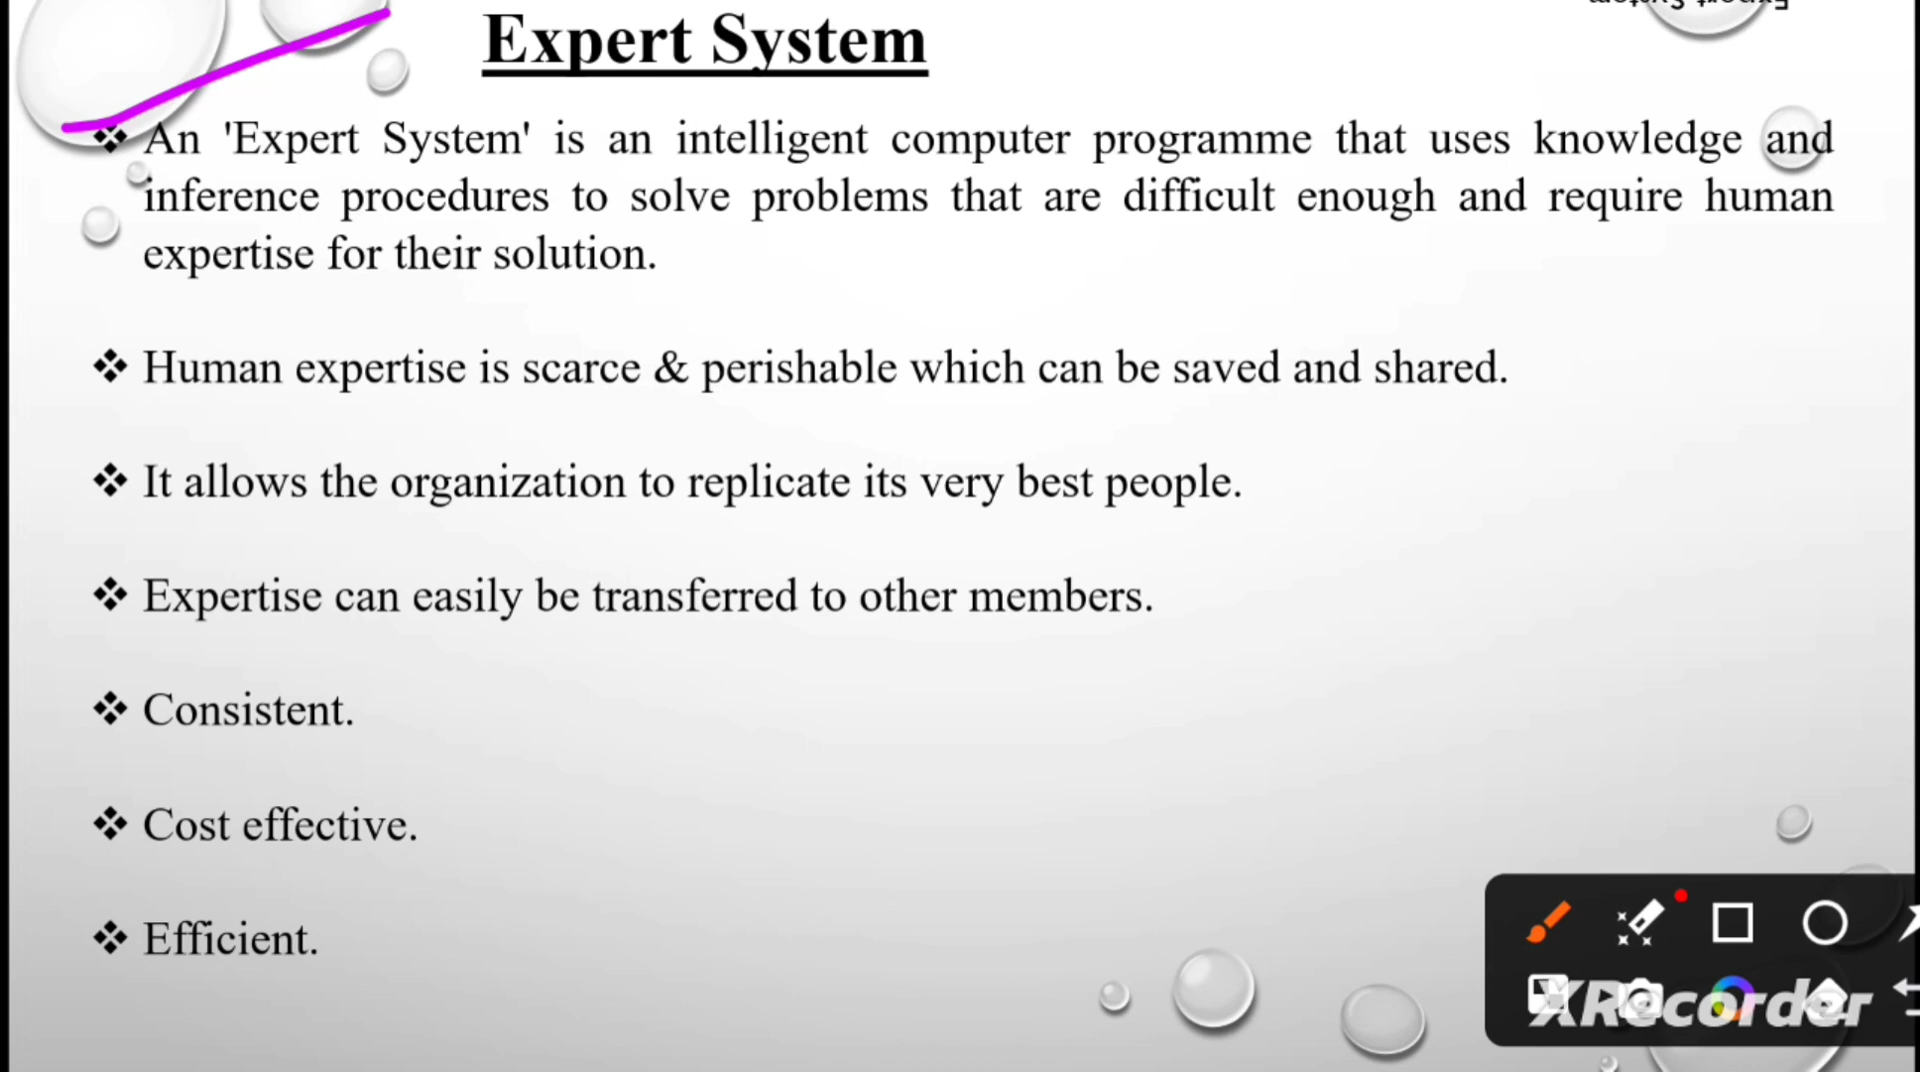 Expert System
❖ An 'Expert System' is an intelligent computer programme that uses knowledge and
inference procedures to solve problems that are difficult enough and require human
expertise for their solution.
❖ Human expertise is scarce & perishable which can be saved and shared.
❖ It allows the organization to replicate its very best people.
❖ Expertise can easily be transferred to other members.
❖ Consistent.
❖ Cost effective.
❖ Efficient.
XRecorder